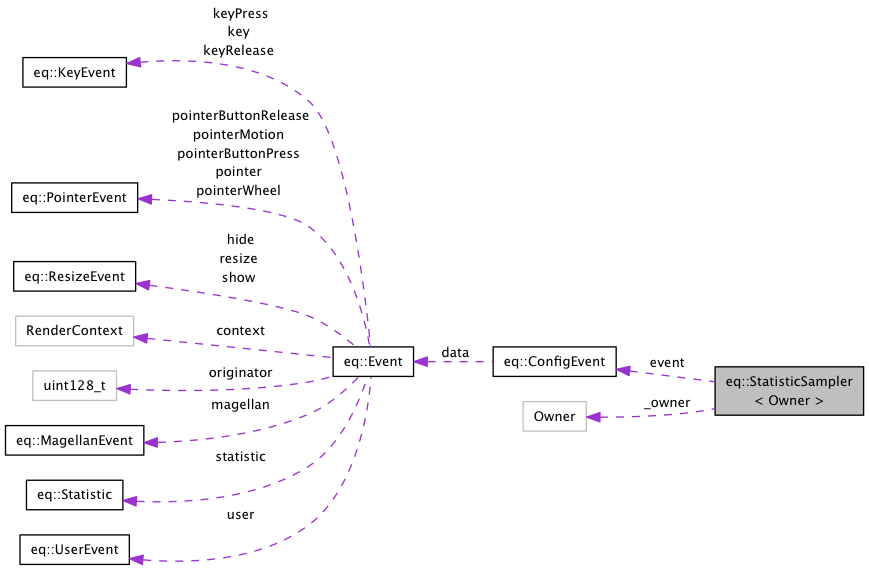 keyPress
key
keyRelease
eq::KeyEvent
pointerButtonRelease
pointerMotion
pointerButtonPress
pointer
pointerWheel
eq::PointerEvent
hide
resize
show
eq::ResizeEvent
RenderContext
context
eq::Event
data
eq::ConfigEvent
event
eq::StatisticSampler
< Owner >
_owner
Owner
originator
uint128_t
magellan
eq::MagellanEvent
statistic
eq::Statistic
user
eq::UserEvent